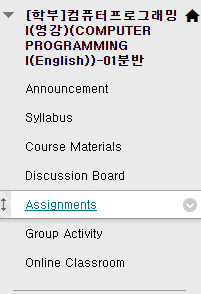 [학부]컴퓨터프로그래밍
I(영강)(COMPUTER
PROGRAMMING
I(English))-01분반
Announcement
Syllabus
Course Materials
Discussion Board
Assignments
Group Activity
Online Classroom